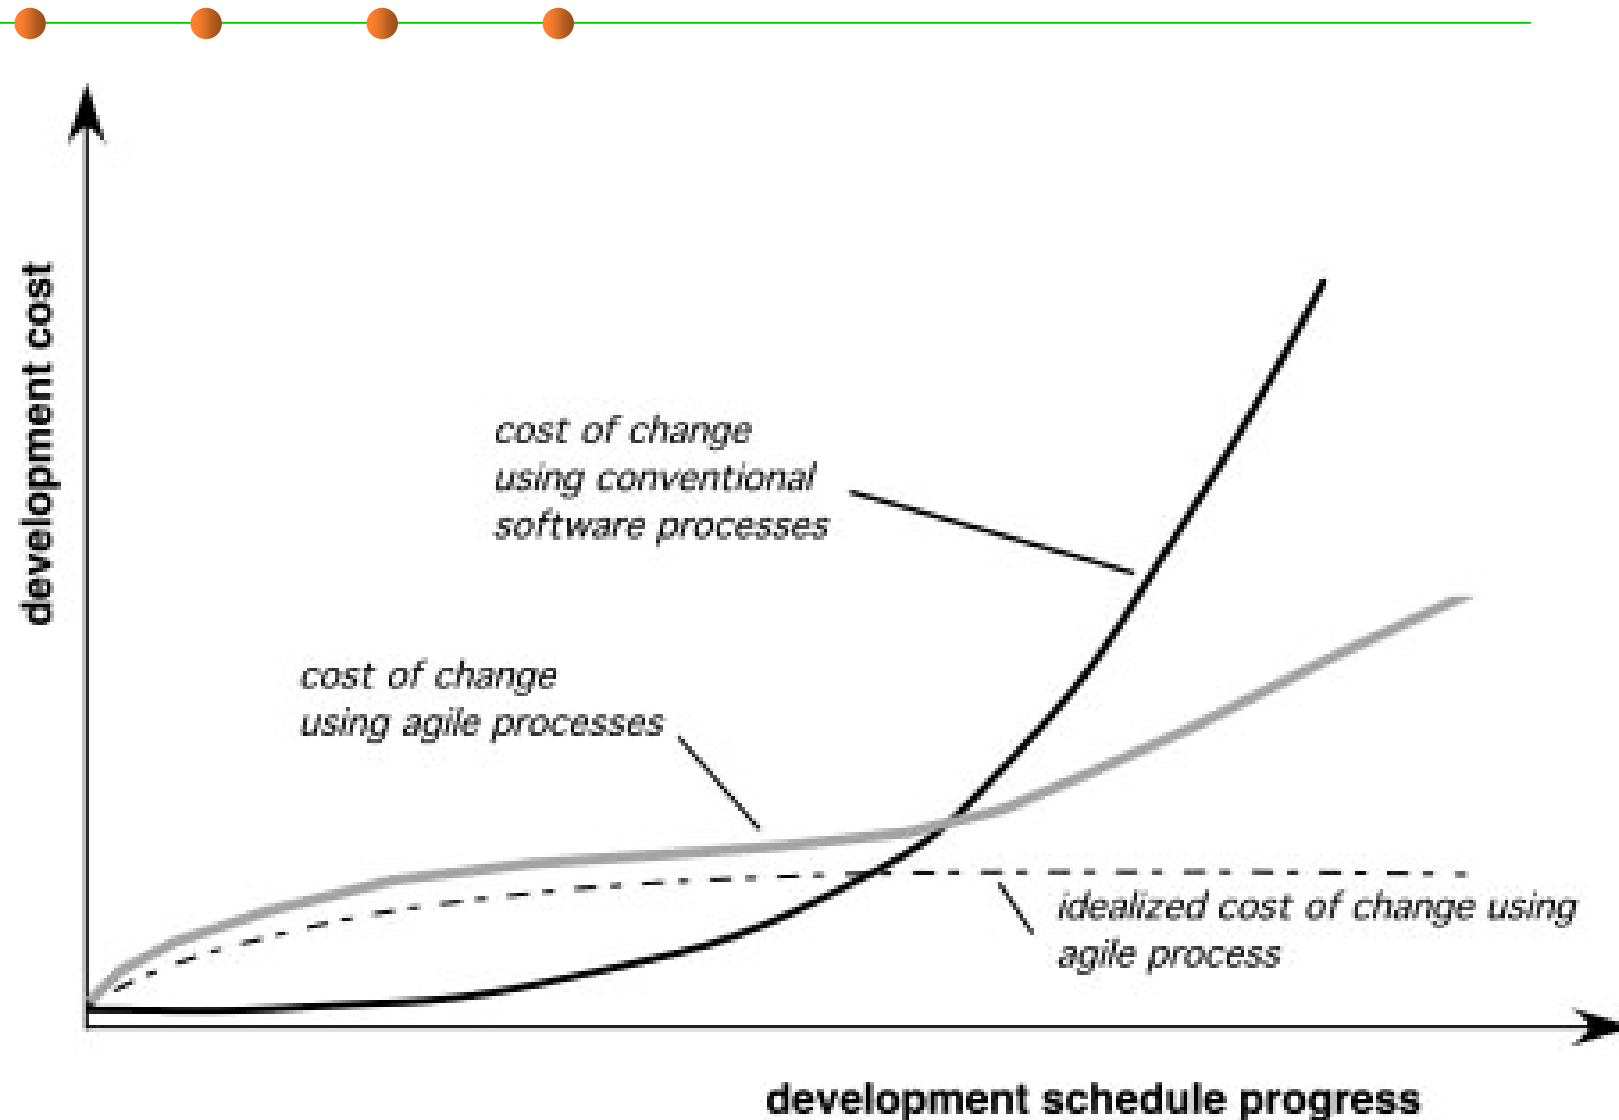 development cost
cost of change
using conventional
software processes
cost of change
using agile processes
idealized cost of change using
agile process
development schedule progress